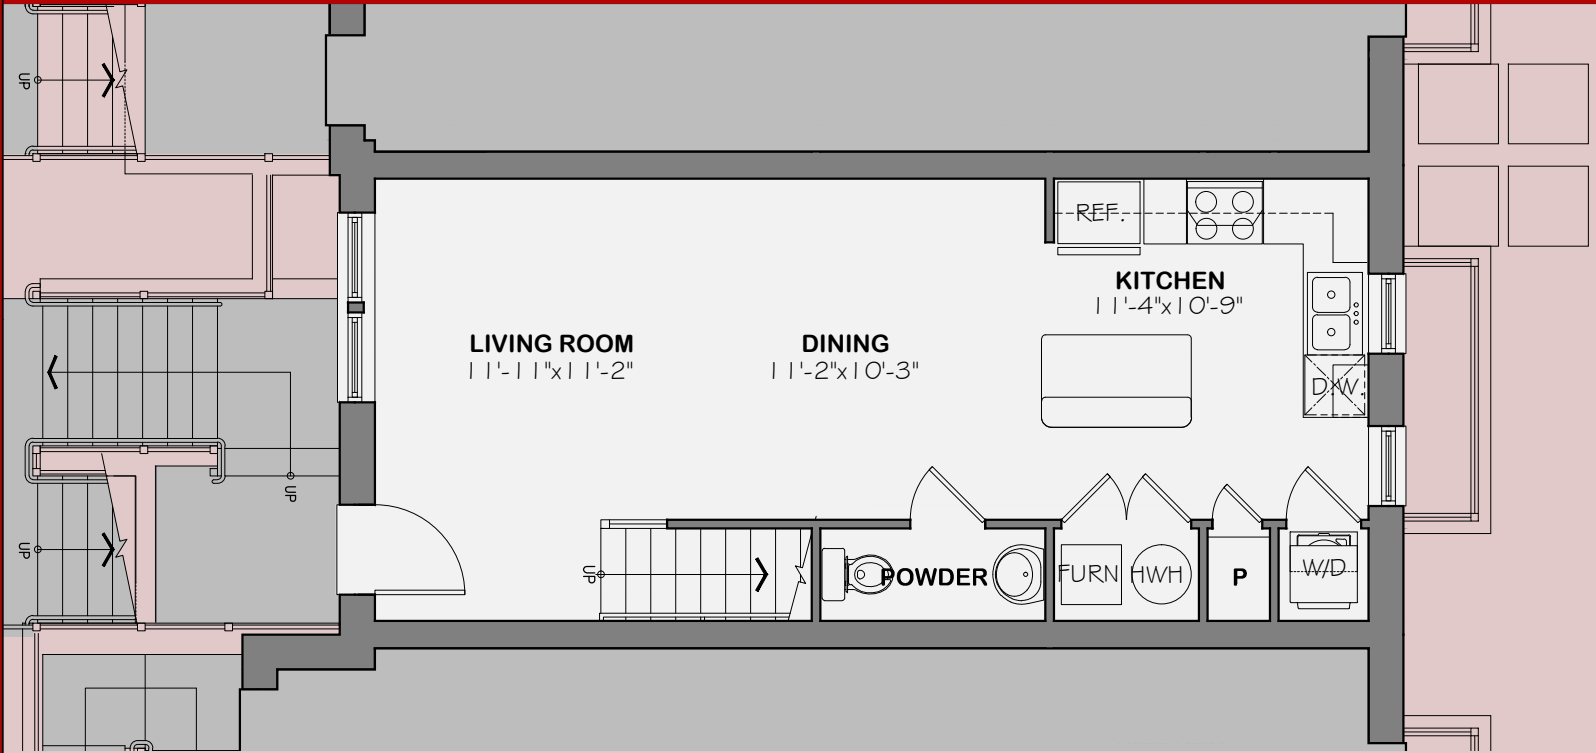 UP
REF.
KITCHEN
11'-4"x10'-9"
LIVING ROOM
11'-11"x11'-2"
DINING
11'-2"x10'-3"
D.W.
UP
UP
UP
POWDER
FURN
HWH
P
W/D